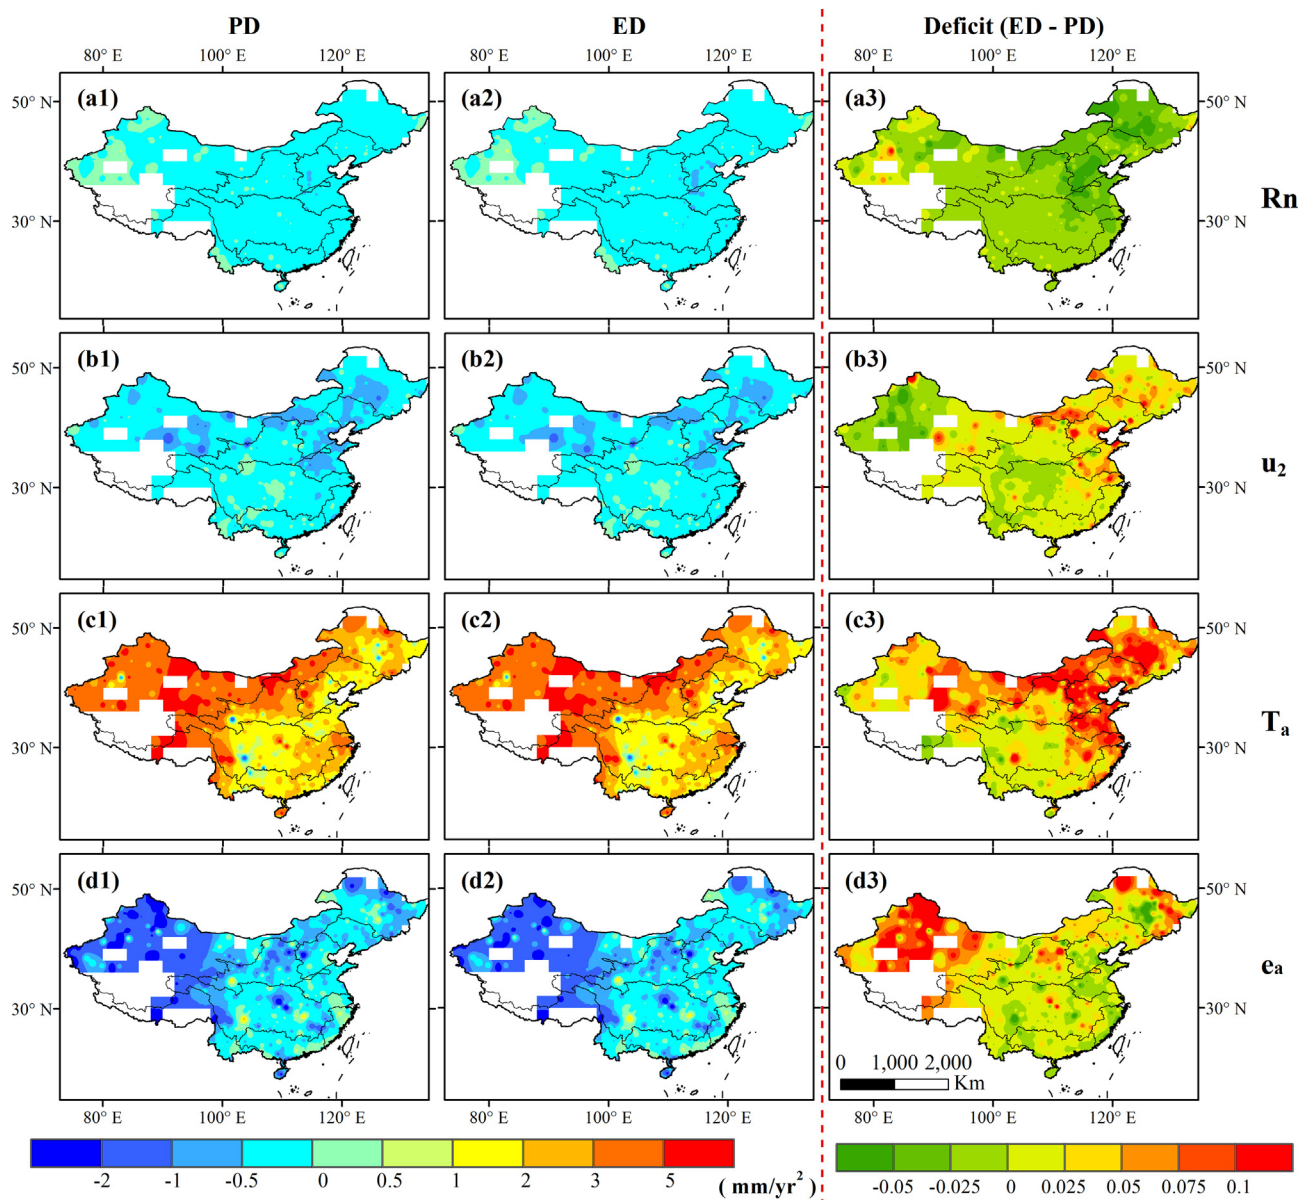 PD ED Deficit (ED - PD)
80° E 100° E 120° E 80° E 100° E 120° E 80° E 100° E 120° E
(a1) (a2) (a3)
50° N 50° N
30° N 30° N
Rn
(b1) (b2) (b3)
50° N 50° N
30° N 30° N
u₂
(c1) (c2) (c3)
50° N 50° N
30° N 30° N
Tₐ
(d1) (d2) (d3)
50° N 50° N
30° N 30° N
eₐ
0 1,000 2,000
Km
80° E 100° E 120° E 80° E 100° E 120° E 80° E 100° E 120° E
-2 -1 -0.5 0 0.5 1 2 3 5
( mm/yr² )
-0.05 -0.025 0 0.025 0.05 0.075 0.1